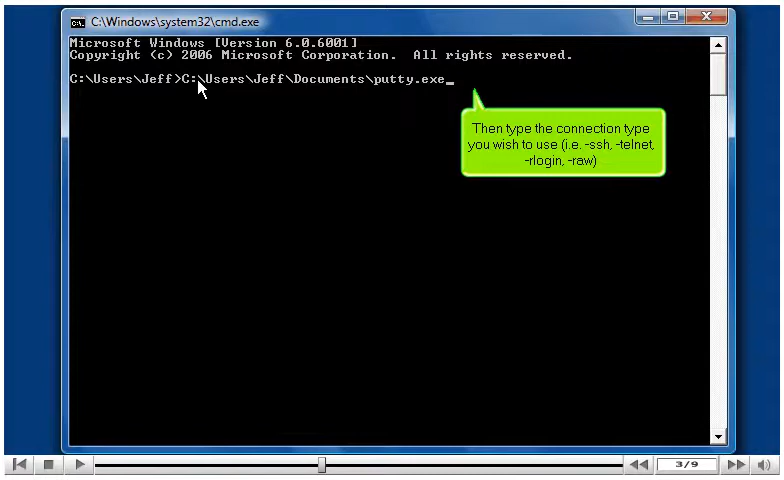 C:\Windows\system32\cmd.exe
Microsoft Windows [Version 6.0.6001]
Copyright (c) 2006 Microsoft Corporation.  All rights reserved.
C:\Users\Jeff>C:\Users\Jeff\Documents\putty.exe_
Then type the connection type
you wish to use (i.e. -ssh, -telnet,
-rlogin, -raw)
3/9